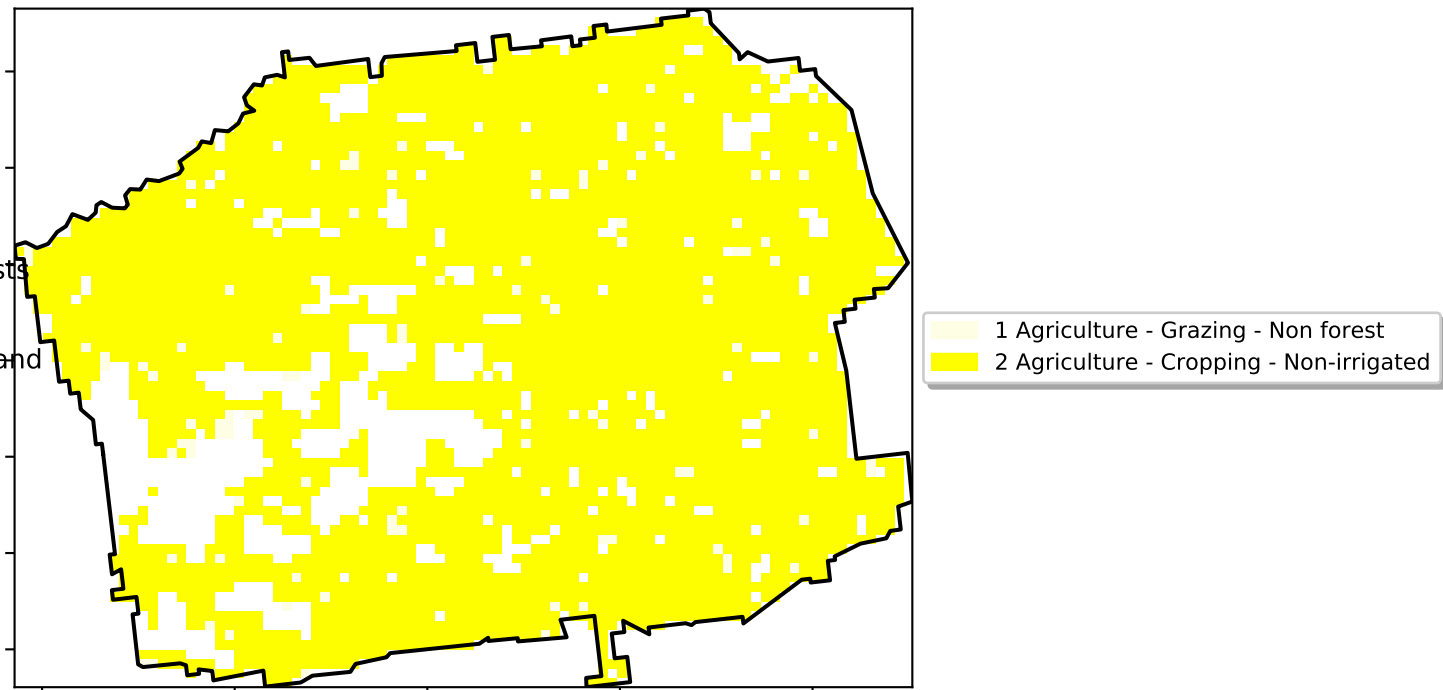 sts
and
1 Agriculture - Grazing - Non forest
2 Agriculture - Cropping - Non-irrigated